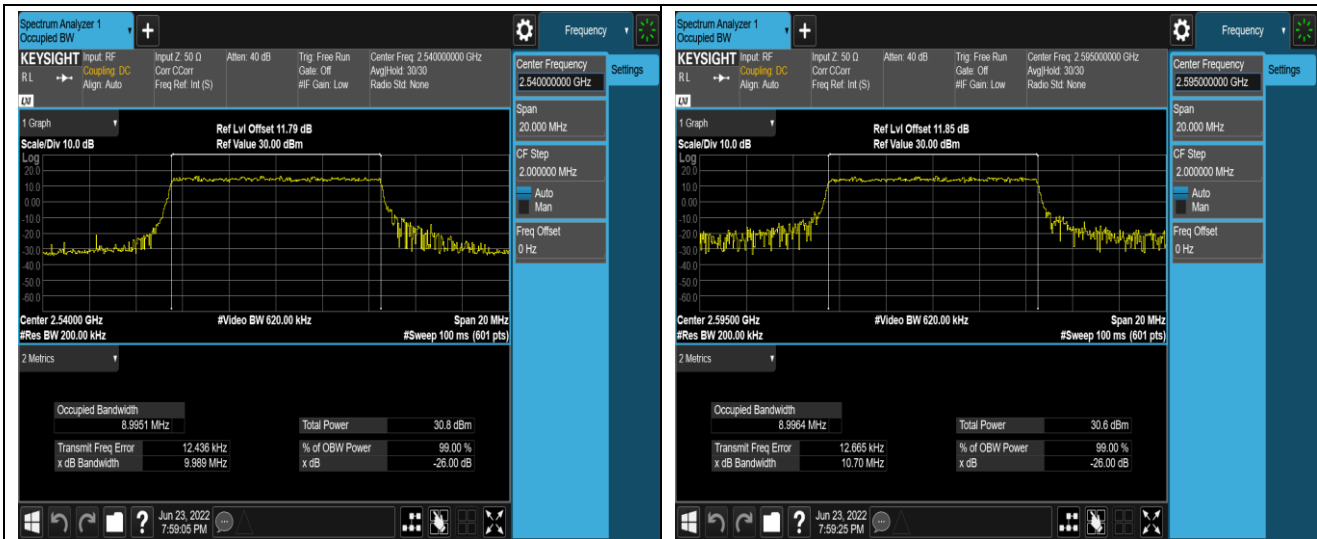 Spectrum Analyzer 1
Occupied BW
+
Frequency
KEYSIGHT
RL
LXI
Input: RF
Coupling: DC
Align: Auto
Input Z: 50 Ω
Corr CCorr
Freq Ref: Int (S)
Atten: 40 dB
Trig: Free Run
Gate: Off
#IF Gain: Low
Center Freq: 2.540000000 GHz
Avg|Hold: 30/30
Radio Std: None
Center Frequency
2.540000000 GHz
Settings
Span
20.000 MHz
CF Step
2.000000 MHz
Auto
Man
Freq Offset
0 Hz
1 Graph
Ref Lvl Offset 11.79 dB
Scale/Div 10.0 dB
Ref Value 30.00 dBm
Log
20.0
10.0
0.00
-10.0
-20.0
-30.0
-40.0
-50.0
-60.0
Center 2.54000 GHz
#Video BW 620.00 kHz
Span 20 MHz
#Res BW 200.00 kHz
#Sweep 100 ms (601 pts)
2 Metrics
Occupied Bandwidth
8.9951 MHz
Total Power 30.8 dBm
Transmit Freq Error 12.436 kHz
% of OBW Power 99.00 %
x dB Bandwidth 9.989 MHz
x dB -26.00 dB
?
Jun 23, 2022
7:59:05 PM
Spectrum Analyzer 1
Occupied BW
+
Frequency
KEYSIGHT
RL
LXI
Input: RF
Coupling: DC
Align: Auto
Input Z: 50 Ω
Corr CCorr
Freq Ref: Int (S)
Atten: 40 dB
Trig: Free Run
Gate: Off
#IF Gain: Low
Center Freq: 2.595000000 GHz
Avg|Hold: 30/30
Radio Std: None
Center Frequency
2.595000000 GHz
Settings
Span
20.000 MHz
CF Step
2.000000 MHz
Auto
Man
Freq Offset
0 Hz
1 Graph
Ref Lvl Offset 11.85 dB
Scale/Div 10.0 dB
Ref Value 30.00 dBm
Log
20.0
10.0
0.00
-10.0
-20.0
-30.0
-40.0
-50.0
-60.0
Center 2.59500 GHz
#Video BW 620.00 kHz
Span 20 MHz
#Res BW 200.00 kHz
#Sweep 100 ms (601 pts)
2 Metrics
Occupied Bandwidth
8.9964 MHz
Total Power 30.6 dBm
Transmit Freq Error 12.665 kHz
% of OBW Power 99.00 %
x dB Bandwidth 10.70 MHz
x dB -26.00 dB
?
Jun 23, 2022
7:59:25 PM